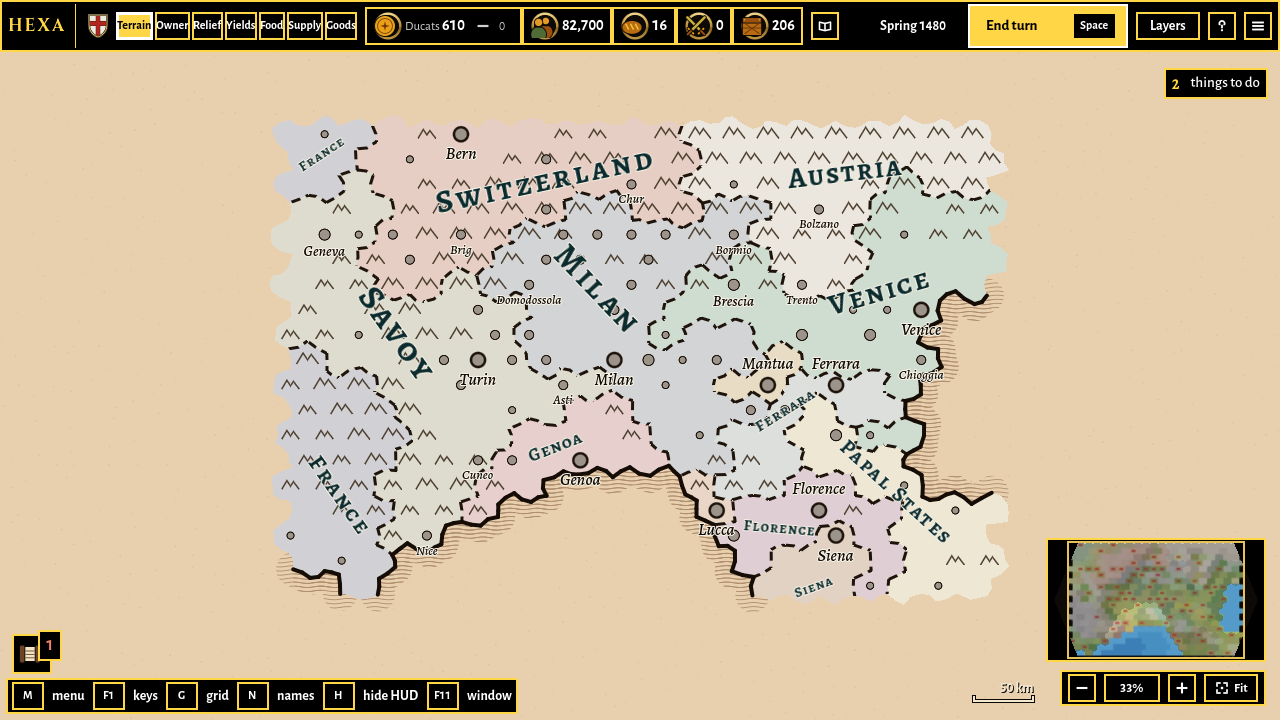 HEXA
Terrain Owner Relief Yields Food Supply Goods
Ducats 610 — 0
82,700
16
0
206
Spring 1480
End turn Space
Layers
?
2 things to do
FRANCE
Bern
SWITZERLAND
AUSTRIA
Chur
Bolzano
Geneva
Brig
Bormio
MILAN
Domodossola
Brescia
Trento
VENICE
SAVOY
Venice
Turin
Milan
Mantua
Ferrara
Chioggia
Asti
FERRARA
GENOA
PAPAL STATES
Cuneo
Genoa
Florence
FRANCE
Lucca
FLORENCE
Nice
Siena
SIENA
1
M menu F1 keys G grid N names H hide HUD F11 window
50 km
33%
Fit